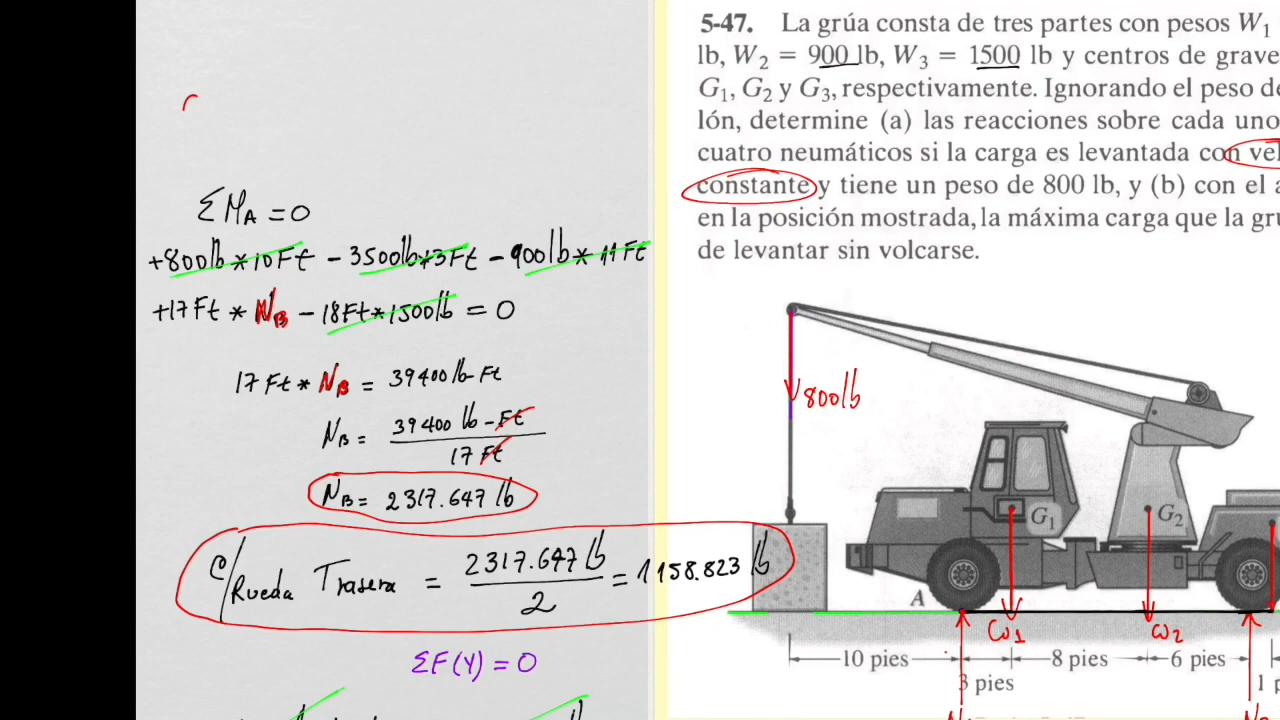 ΣM_A = 0
+800lb*10Ft - 3500lb*3Ft - 900lb*11Ft
+17Ft * N_B - 18Ft*1500lb = 0
17Ft * N_B = 39400 lb-Ft
N_B = 39400 lb-Ft
17 Ft
N_B = 2317.647 lb
c/Rueda Trasera = 2317.647 lb / 2 = 1158.823 lb
ΣF(Y) = 0
5-47. La grúa consta de tres partes con pesos W1
lb, W2 = 900 lb, W3 = 1500 lb y centros de grave
G1, G2 y G3, respectivamente. Ignorando el peso de
lón, determine (a) las reacciones sobre cada uno
cuatro neumáticos si la carga es levantada con vel
constante y tiene un peso de 800 lb, y (b) con el a
en la posición mostrada, la máxima carga que la grú
de levantar sin volcarse.
800lb
G1
G2
A
ω1
ω2
10 pies
8 pies
6 pies
3 pies
1 p